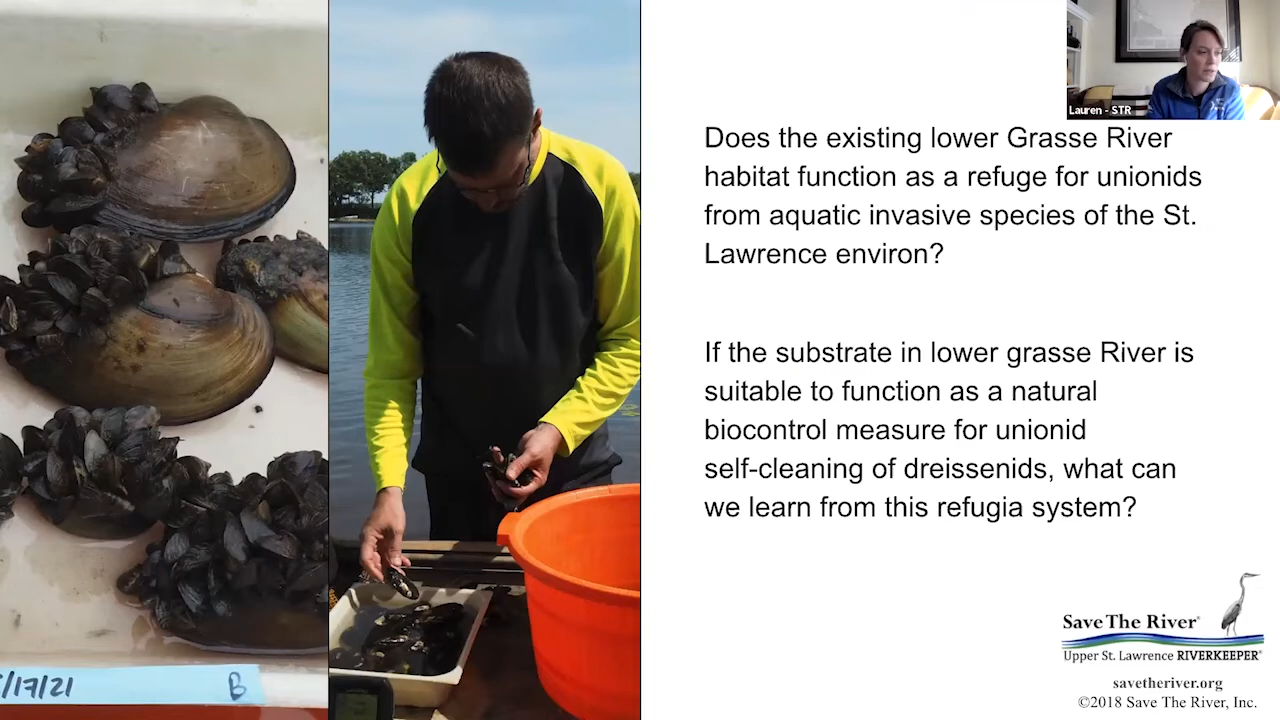 Lauren - STR
Does the existing lower Grasse River
habitat function as a refuge for unionids
from aquatic invasive species of the St.
Lawrence environ?
If the substrate in lower grasse River is
suitable to function as a natural
biocontrol measure for unionid
self-cleaning of dreissenids, what can
we learn from this refugia system?
/17/21 B
Save The River®
Upper St. Lawrence RIVERKEEPER®
savetheriver.org
©2018 Save The River, Inc.